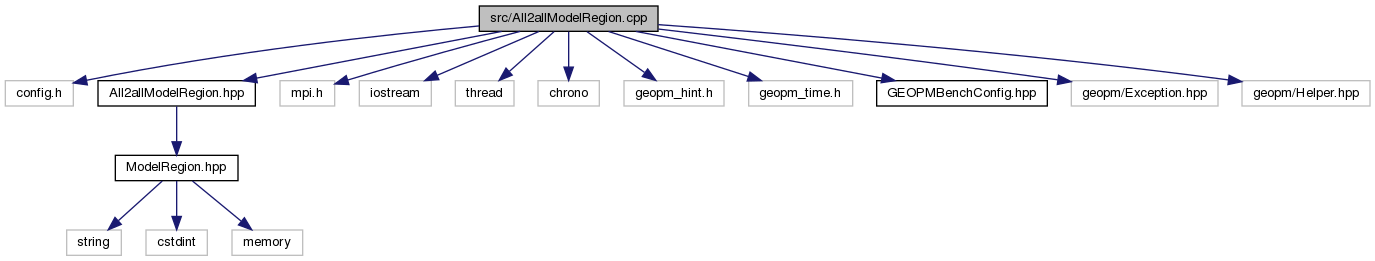 src/All2allModelRegion.cpp
config.h
All2allModelRegion.hpp
mpi.h
iostream
thread
chrono
geopm_hint.h
geopm_time.h
GEOPMBenchConfig.hpp
geopm/Exception.hpp
geopm/Helper.hpp
ModelRegion.hpp
string
cstdint
memory